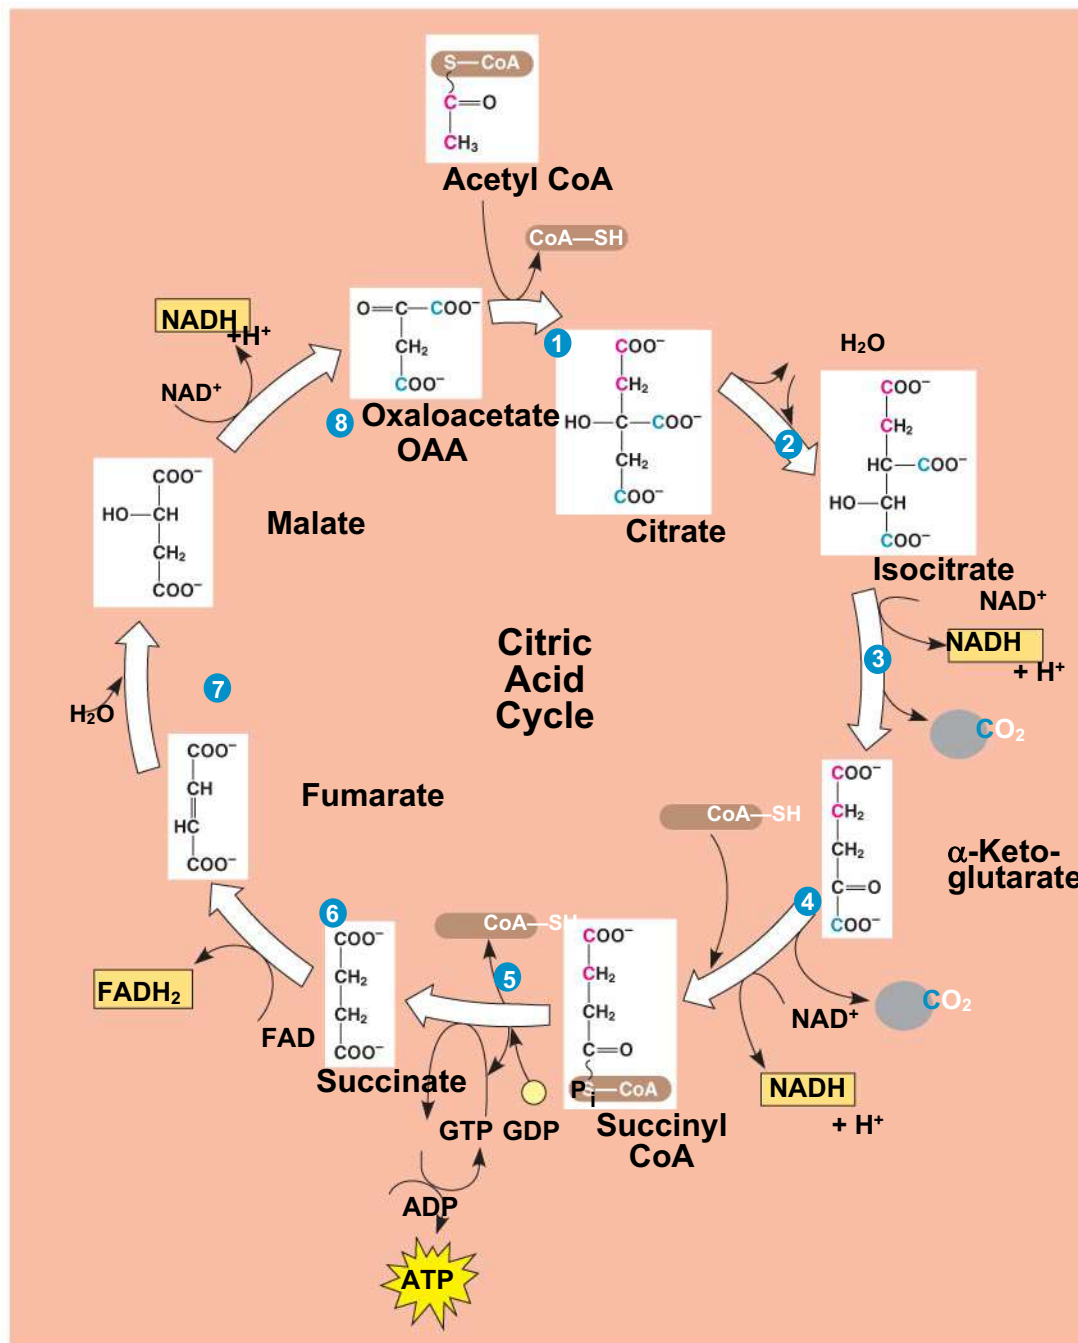 S—CoA
C=O
CH₃
Acetyl CoA
CoA—SH
NADH
+H⁺
NAD⁺
O=C—COO⁻
CH₂
COO⁻
8
Oxaloacetate
OAA
1
COO⁻
CH₂
HO—C—COO⁻
CH₂
COO⁻
Citrate
H₂O
2
COO⁻
CH₂
HC—COO⁻
HO—CH
COO⁻
Isocitrate
COO⁻
HO—CH
CH₂
COO⁻
Malate
Citric
Acid
Cycle
NAD⁺
NADH
+ H⁺
3
CO₂
7
H₂O
COO⁻
CH
HC
COO⁻
Fumarate
CoA—SH
COO⁻
CH₂
CH₂
C=O
COO⁻
α-Keto-
glutarate
4
CO₂
NAD⁺
NADH
+ H⁺
6
COO⁻
CH₂
CH₂
COO⁻
Succinate
FADH₂
FAD
CoA—SH
5
COO⁻
CH₂
CH₂
C=O
S—CoA
Pi
Succinyl
CoA
GTP GDP
ADP
ATP